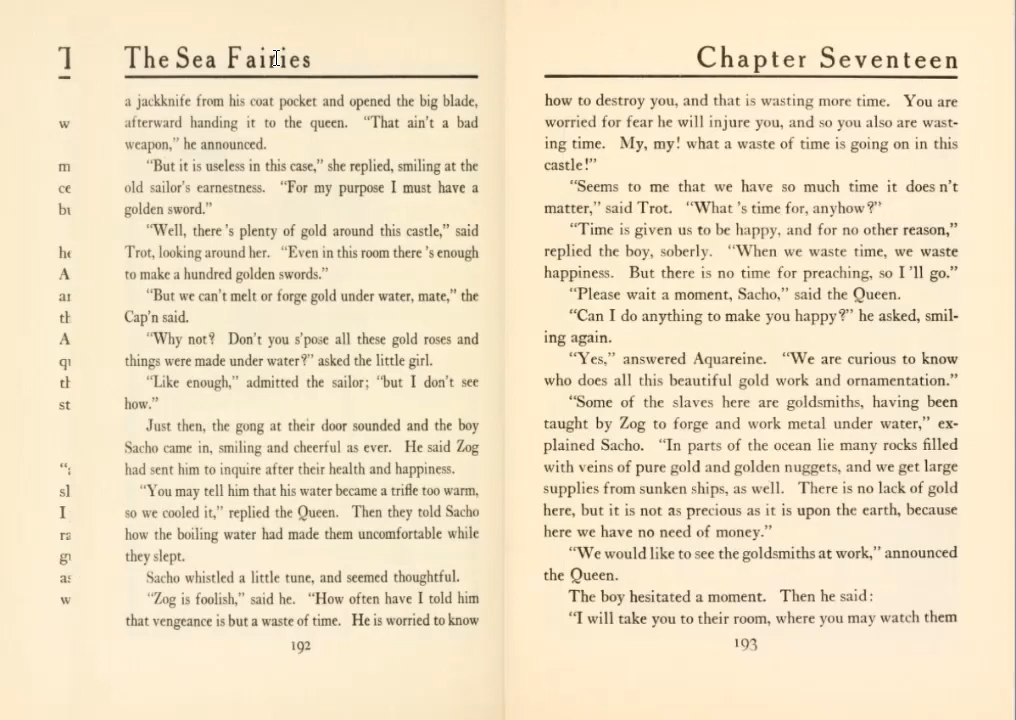 The Sea Fairies
a jackknife from his coat pocket and opened the big blade,
afterward handing it to the queen. “That ain't a bad
weapon,” he announced.
“But it is useless in this case,” she replied, smiling at the
old sailor's earnestness. “For my purpose I must have a
golden sword.”
“Well, there 's plenty of gold around this castle,” said
Trot, looking around her. “Even in this room there 's enough
to make a hundred golden swords.”
“But we can't melt or forge gold under water, mate,” the
Cap'n said.
“Why not? Don't you s'pose all these gold roses and
things were made under water?” asked the little girl.
“Like enough,” admitted the sailor; “but I don't see
how.”
Just then, the gong at their door sounded and the boy
Sacho came in, smiling and cheerful as ever. He said Zog
had sent him to inquire after their health and happiness.
“You may tell him that his water became a trifle too warm,
so we cooled it,” replied the Queen. Then they told Sacho
how the boiling water had made them uncomfortable while
they slept.
Sacho whistled a little tune, and seemed thoughtful.
“Zog is foolish,” said he. “How often have I told him
that vengeance is but a waste of time. He is worried to know
192
Chapter Seventeen
how to destroy you, and that is wasting more time. You are
worried for fear he will injure you, and so you also are wast-
ing time. My, my! what a waste of time is going on in this
castle!”
“Seems to me that we have so much time it does n't
matter,” said Trot. “What 's time for, anyhow?”
“Time is given us to be happy, and for no other reason,”
replied the boy, soberly. “When we waste time, we waste
happiness. But there is no time for preaching, so I 'll go.”
“Please wait a moment, Sacho,” said the Queen.
“Can I do anything to make you happy?” he asked, smil-
ing again.
“Yes,” answered Aquareine. “We are curious to know
who does all this beautiful gold work and ornamentation.”
“Some of the slaves here are goldsmiths, having been
taught by Zog to forge and work metal under water,” ex-
plained Sacho. “In parts of the ocean lie many rocks filled
with veins of pure gold and golden nuggets, and we get large
supplies from sunken ships, as well. There is no lack of gold
here, but it is not as precious as it is upon the earth, because
here we have no need of money.”
“We would like to see the goldsmiths at work,” announced
the Queen.
The boy hesitated a moment. Then he said:
“I will take you to their room, where you may watch them
193